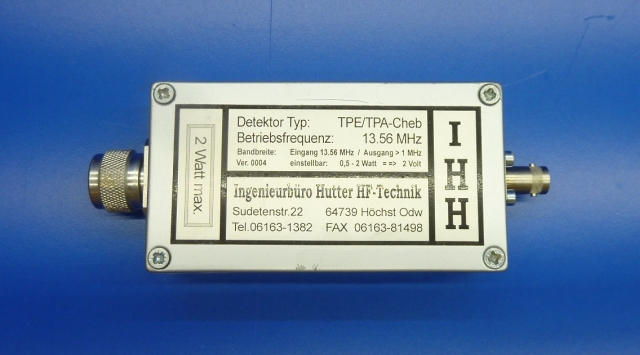 2 Watt max.
Detektor Typ: TPE/TPA-Cheb
Betriebsfrequenz: 13.56 MHz
Bandbreite: Eingang 13.56 MHz / Ausgang > 1 MHz
Ver. 0004 einstellbar: 0,5 - 2 Watt => 2 Volt
Ingenieurbüro Hutter HF-Technik
Sudetenstr.22 64739 Höchst Odw
Tel.06163-1382 FAX 06163-81498
I
H
H